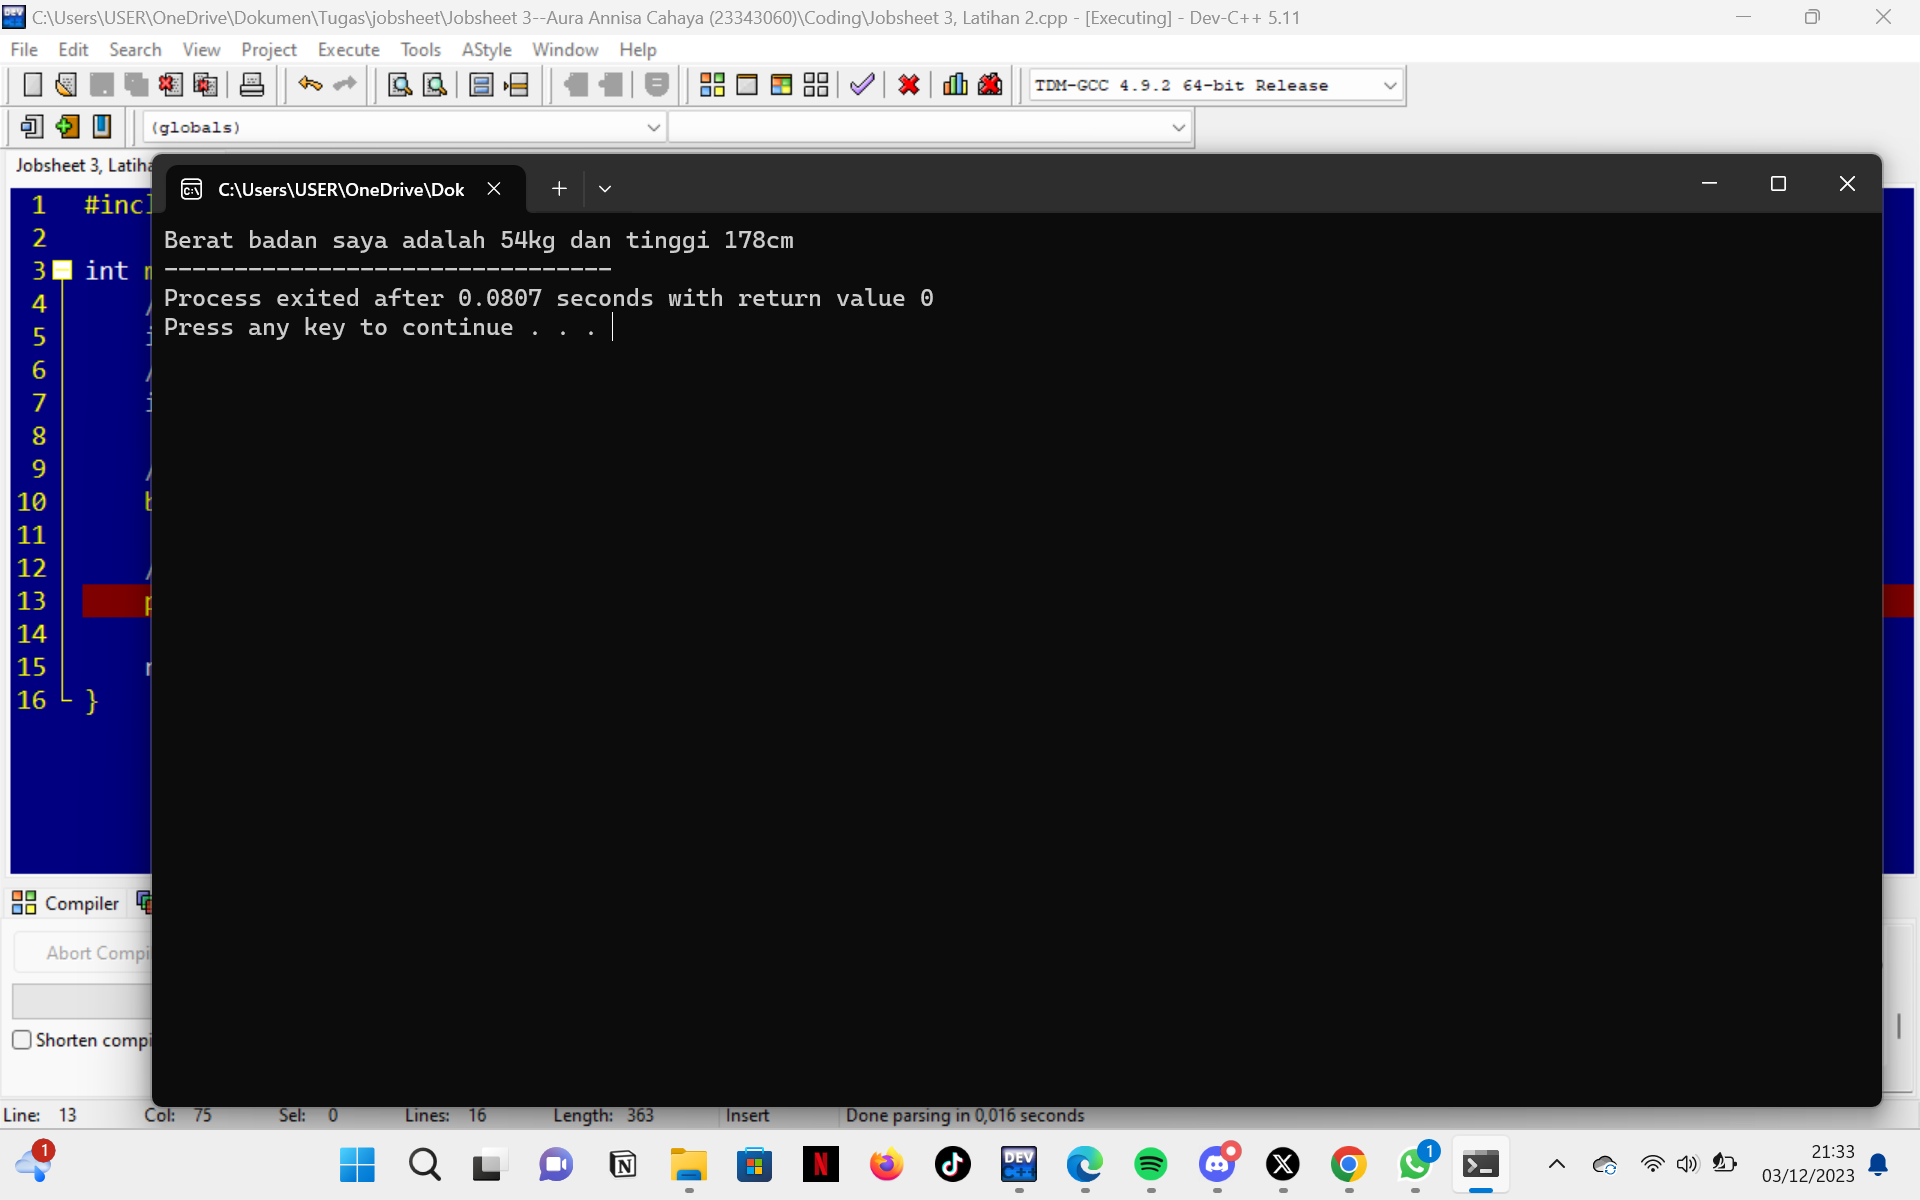 C:\Users\USER\OneDrive\Dokumen\Tugas\jobsheet\Jobsheet 3--Aura Annisa Cahaya (23343060)\Coding\Jobsheet 3, Latihan 2.cpp - [Executing] - Dev-C++ 5.11
File Edit Search View Project Execute Tools AStyle Window Help
TDM-GCC 4.9.2 64-bit Release
(globals)
Jobsheet 3, Latiha
C:\Users\USER\OneDrive\Dok
Berat badan saya adalah 54kg dan tinggi 178cm
--------------------------------
Process exited after 0.0807 seconds with return value 0
Press any key to continue . . .
1 #incl
2
3 int m
4 /
5 i
6 /
7 i
8
9 /
10 b
11
12 /
13 p
14
15 r
16 }
Compiler
Abort Compi
Shorten compi
Line: 13 Col: 75 Sel: 0 Lines: 16 Length: 363 Insert Done parsing in 0,016 seconds
1
DEV C++
1
21:33
03/12/2023